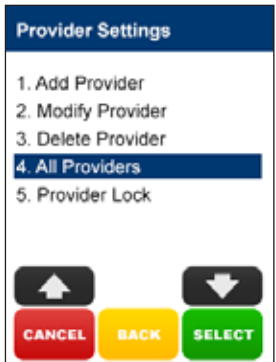 Provider Settings
1. Add Provider
2. Modify Provider
3. Delete Provider
4. All Providers
5. Provider Lock
CANCEL BACK SELECT